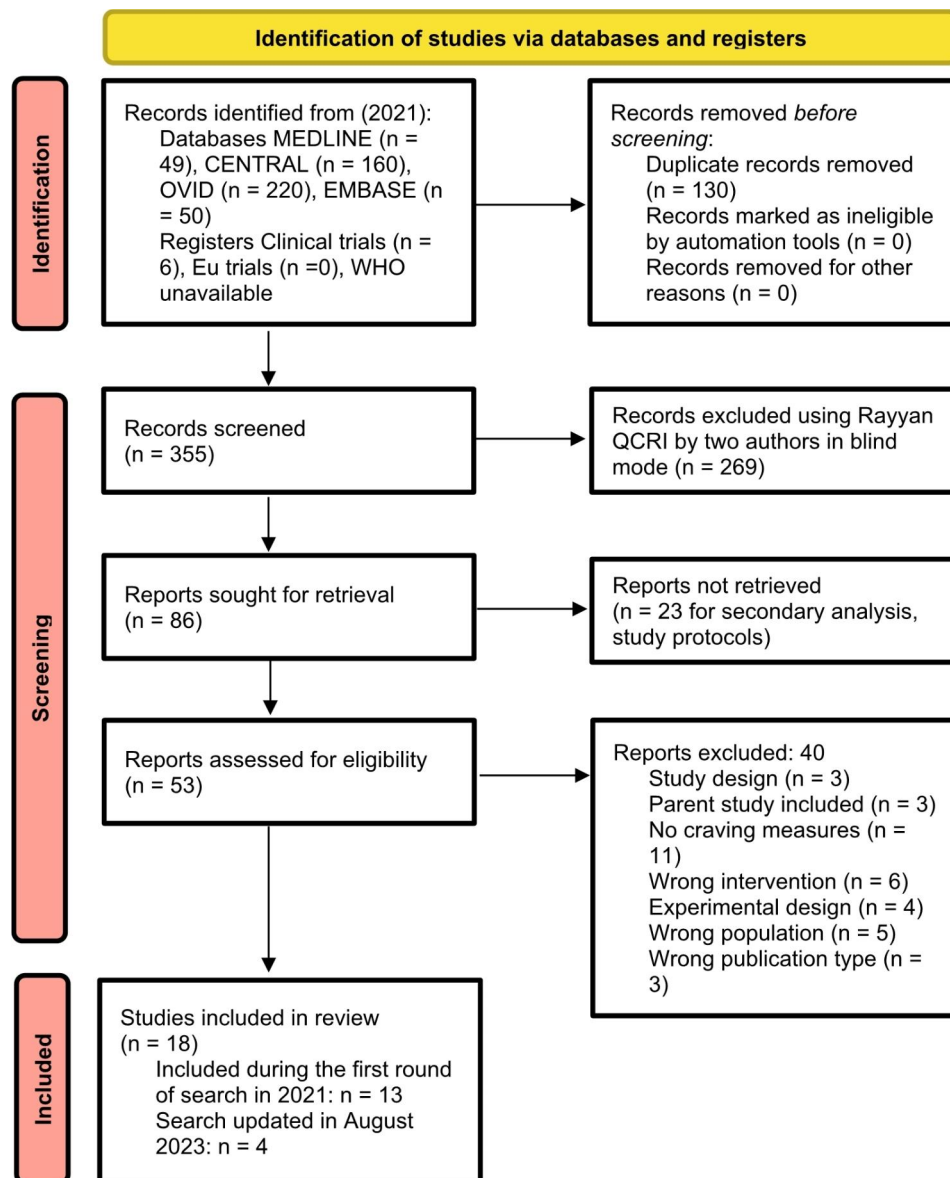 Identification of studies via databases and registers
Identification
Records identified from (2021):
Databases MEDLINE (n =
49), CENTRAL (n = 160),
OVID (n = 220), EMBASE (n
= 50)
Registers Clinical trials (n =
6), Eu trials (n =0), WHO
unavailable
Records removed before
screening:
Duplicate records removed
(n = 130)
Records marked as ineligible
by automation tools (n = 0)
Records removed for other
reasons (n = 0)
Screening
Records screened
(n = 355)
Records excluded using Rayyan
QCRI by two authors in blind
mode (n = 269)
Reports sought for retrieval
(n = 86)
Reports not retrieved
(n = 23 for secondary analysis,
study protocols)
Reports assessed for eligibility
(n = 53)
Reports excluded: 40
Study design (n = 3)
Parent study included (n = 3)
No craving measures (n =
11)
Wrong intervention (n = 6)
Experimental design (n = 4)
Wrong population (n = 5)
Wrong publication type (n =
3)
Included
Studies included in review
(n = 18)
Included during the first round
of search in 2021: n = 13
Search updated in August
2023: n = 4